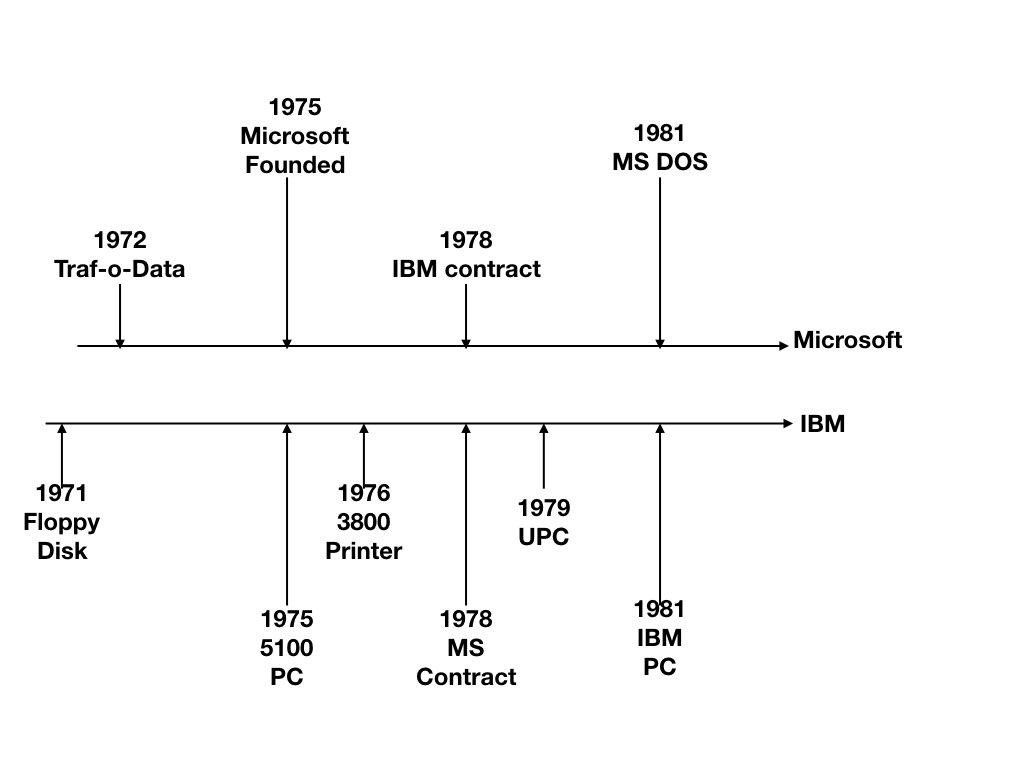 1975
Microsoft
Founded
1981
MS DOS
1972
Traf-o-Data
1978
IBM contract
Microsoft
IBM
1971
Floppy
Disk
1976
3800
Printer
1979
UPC
1975
5100
PC
1978
MS
Contract
1981
IBM
PC